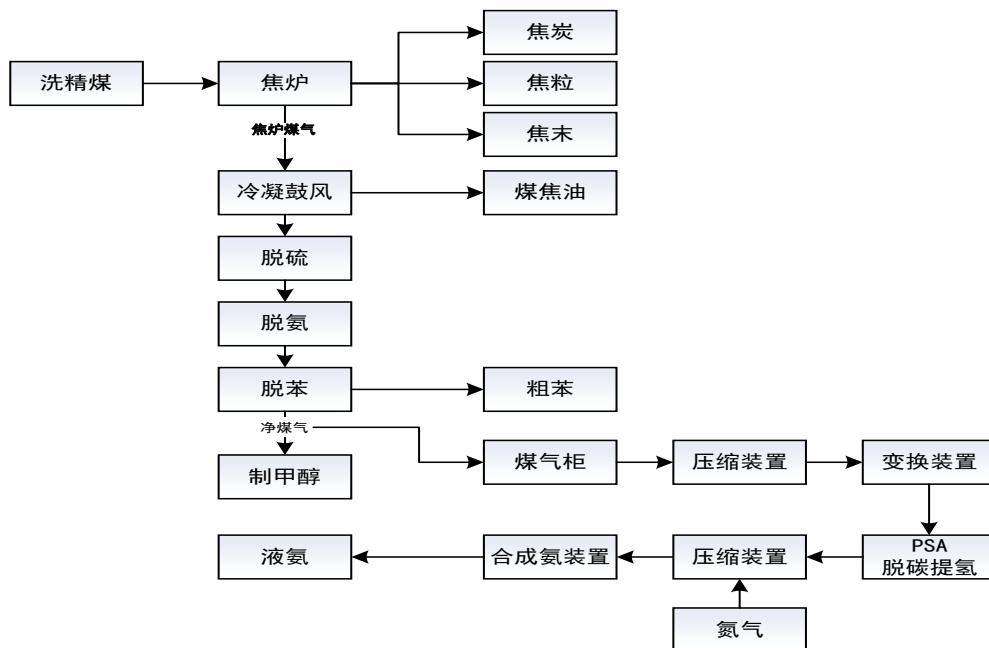 焦炭
洗精煤
焦炉
焦粒
焦炉煤气
焦末
冷凝鼓风
煤焦油
脱硫
脱氨
脱苯
粗苯
净煤气
制甲醇
煤气柜
压缩装置
变换装置
液氨
合成氨装置
压缩装置
PSA
脱碳提氢
氮气